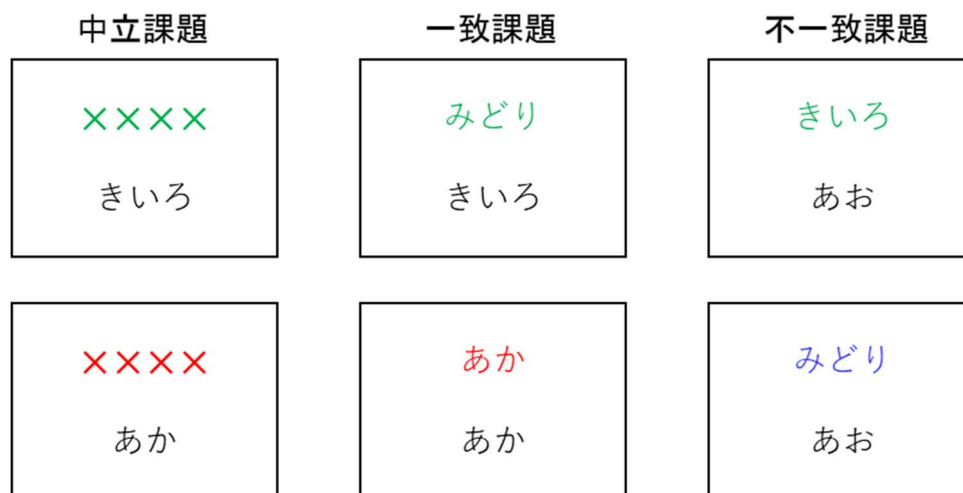 中立課題 一致課題 不一致課題
×××× みどり きいろ
きいろ きいろ あお
×××× あか みどり
あか あか あお